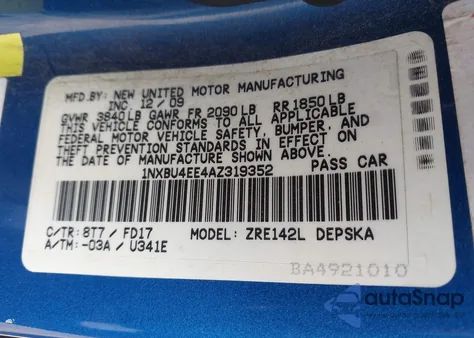 MFD.BY: NEW UNITED MOTOR MANUFACTURING
INC. 12/09
GVWR 3840LB GAWR FR 2090LB RR1850LB
THIS VEHICLE CONFORMS TO ALL APPLICABLE
FEDERAL MOTOR VEHICLE SAFETY, BUMPER, AND
THEFT PREVENTION STANDARDS IN EFFECT ON
THE DATE OF MANUFACTURE SHOWN ABOVE.
1NXBU4EE4AZ319352 PASS CAR
C/TR: 8T7 / FD17 MODEL: ZRE142L DEPSKA
A/TM: -03A / U341E
BA4921010
autoSnap